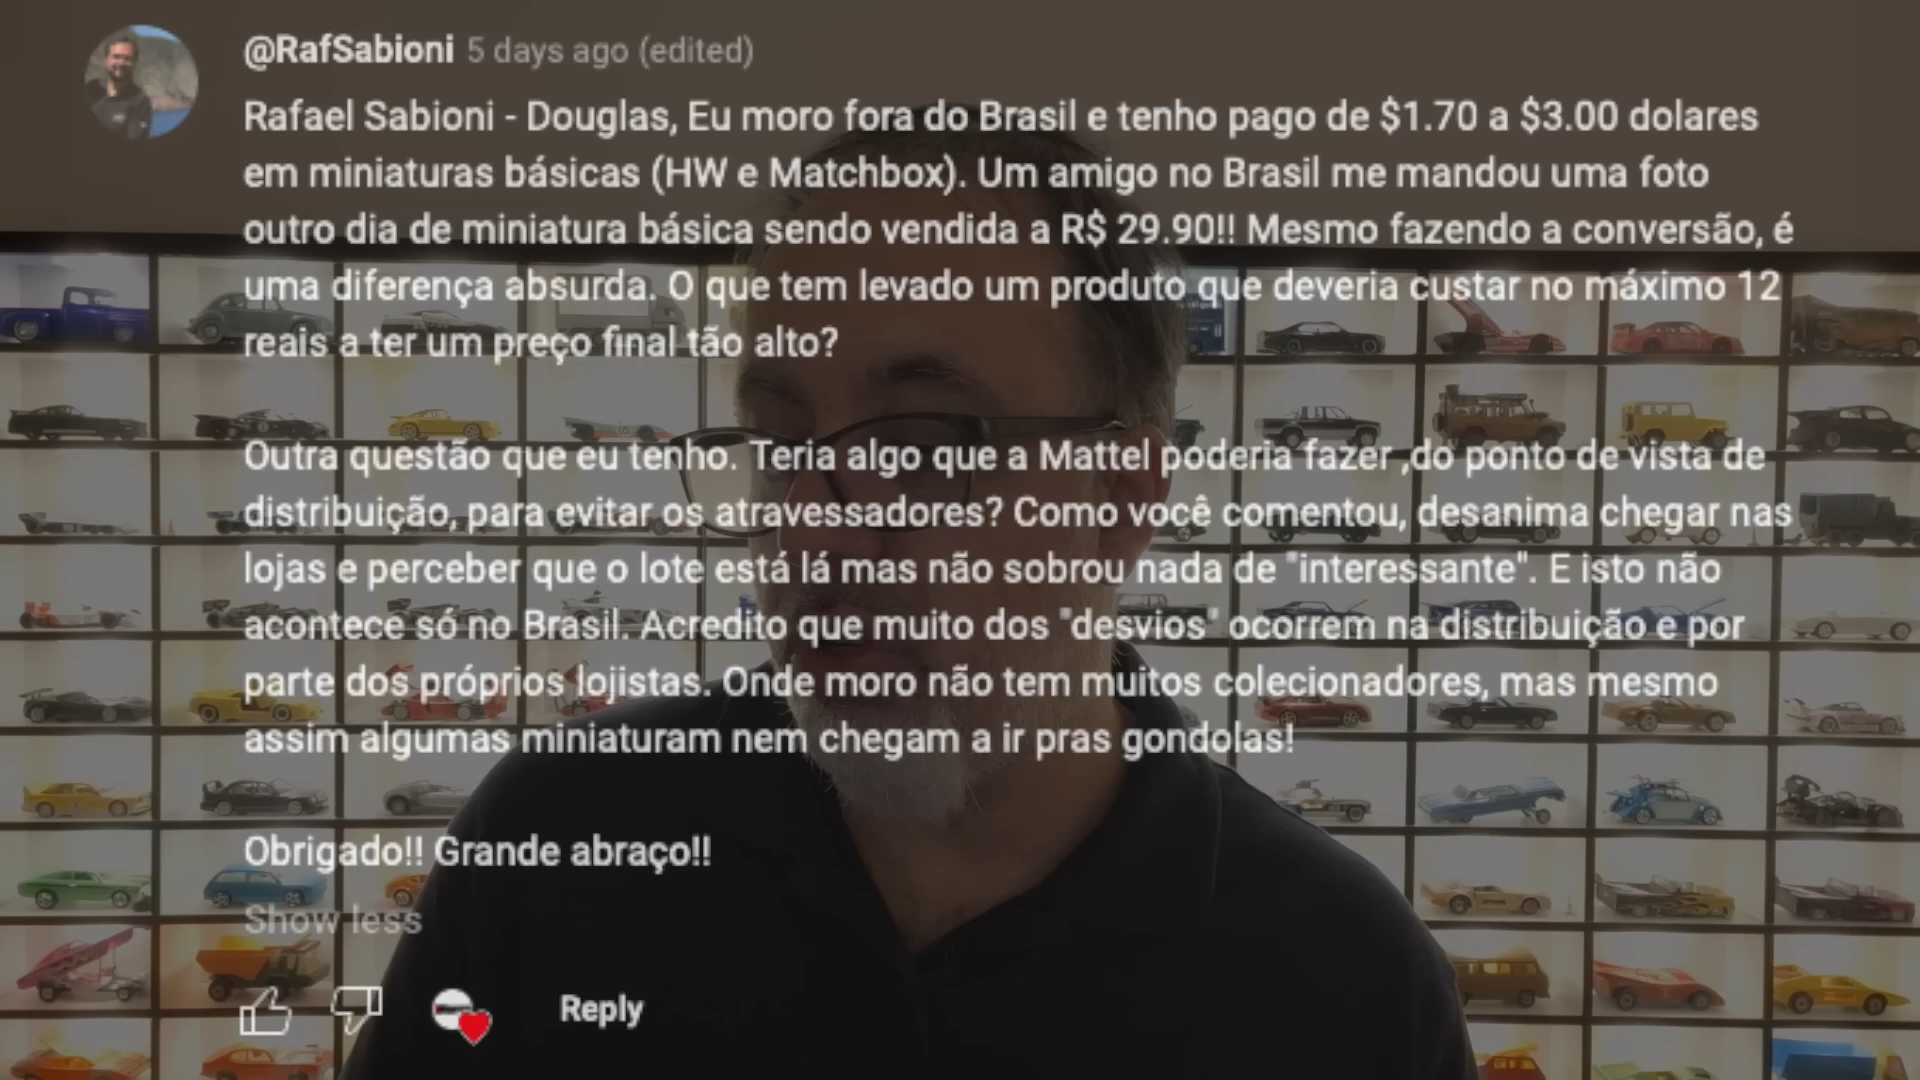 @RafSabioni 5 days ago (edited)
Rafael Sabioni - Douglas, Eu moro fora do Brasil e tenho pago de $1.70 a $3.00 dolares
em miniaturas básicas (HW e Matchbox). Um amigo no Brasil me mandou uma foto
outro dia de miniatura básica sendo vendida a R$ 29.90!! Mesmo fazendo a conversão, é
uma diferença absurda. O que tem levado um produto que deveria custar no máximo 12
reais a ter um preço final tão alto?
Outra questão que eu tenho. Teria algo que a Mattel poderia fazer ,do ponto de vista de
distribuição, para evitar os atravessadores? Como você comentou, desanima chegar nas
lojas e perceber que o lote está lá mas não sobrou nada de "interessante". E isto não
acontece só no Brasil. Acredito que muito dos "desvios" ocorrem na distribuição e por
parte dos próprios lojistas. Onde moro não tem muitos colecionadores, mas mesmo
assim algumas miniaturam nem chegam a ir pras gondolas!
Obrigado!! Grande abraço!!
Show less
Reply